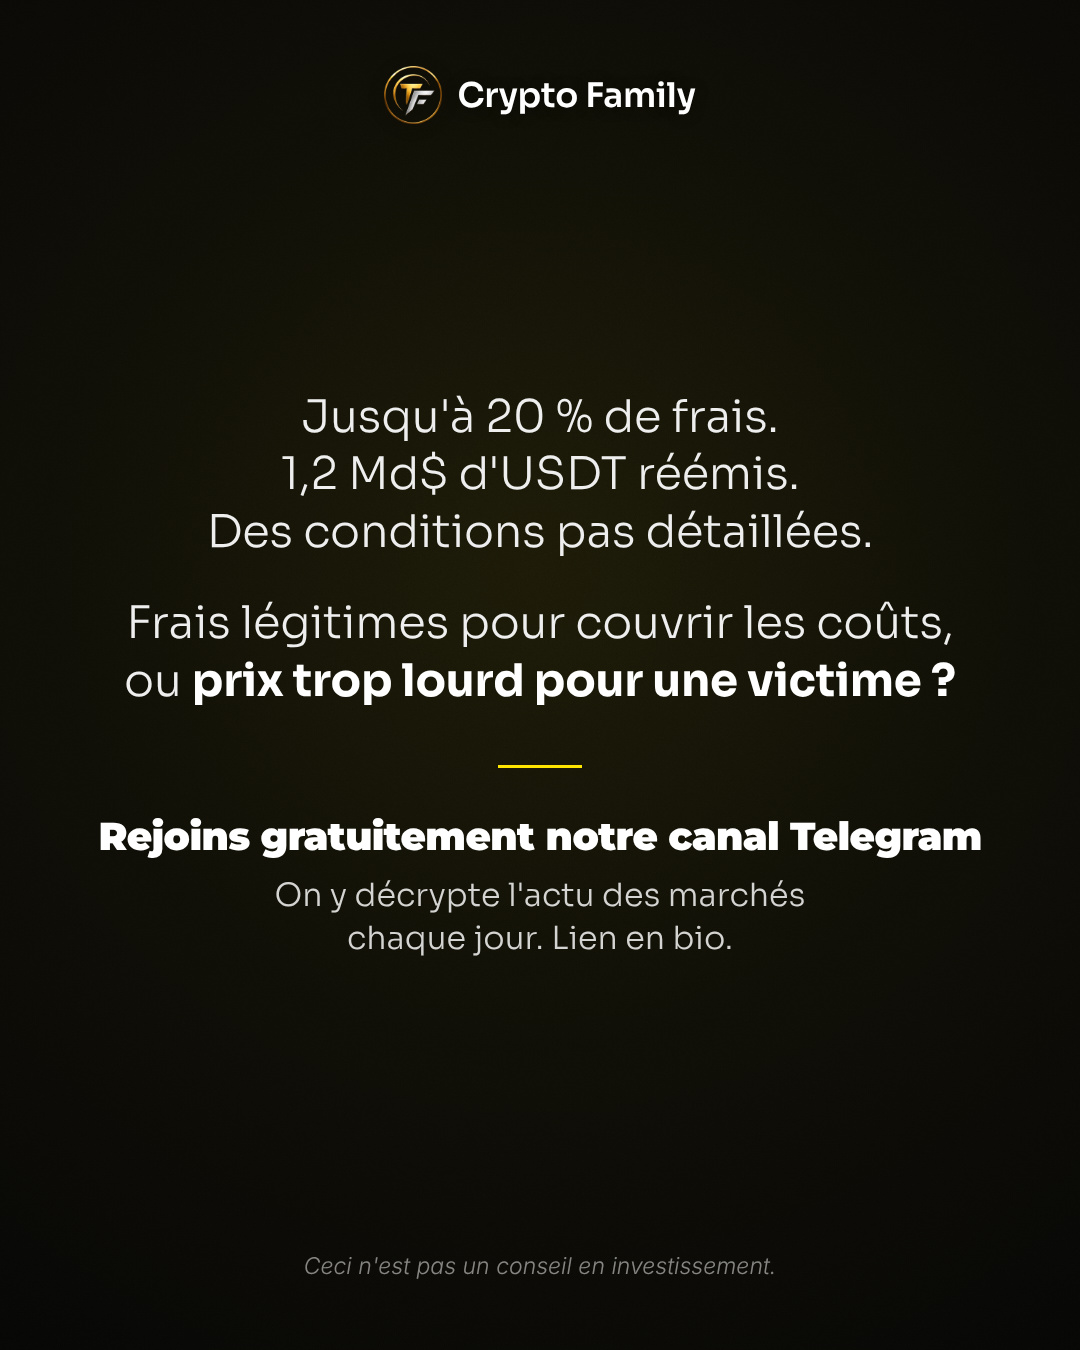 TF Crypto Family
Jusqu'à 20 % de frais.
1,2 Md$ d'USDT réémis.
Des conditions pas détaillées.
Frais légitimes pour couvrir les coûts,
ou prix trop lourd pour une victime ?
Rejoins gratuitement notre canal Telegram
On y décrypte l'actu des marchés
chaque jour. Lien en bio.
Ceci n'est pas un conseil en investissement.